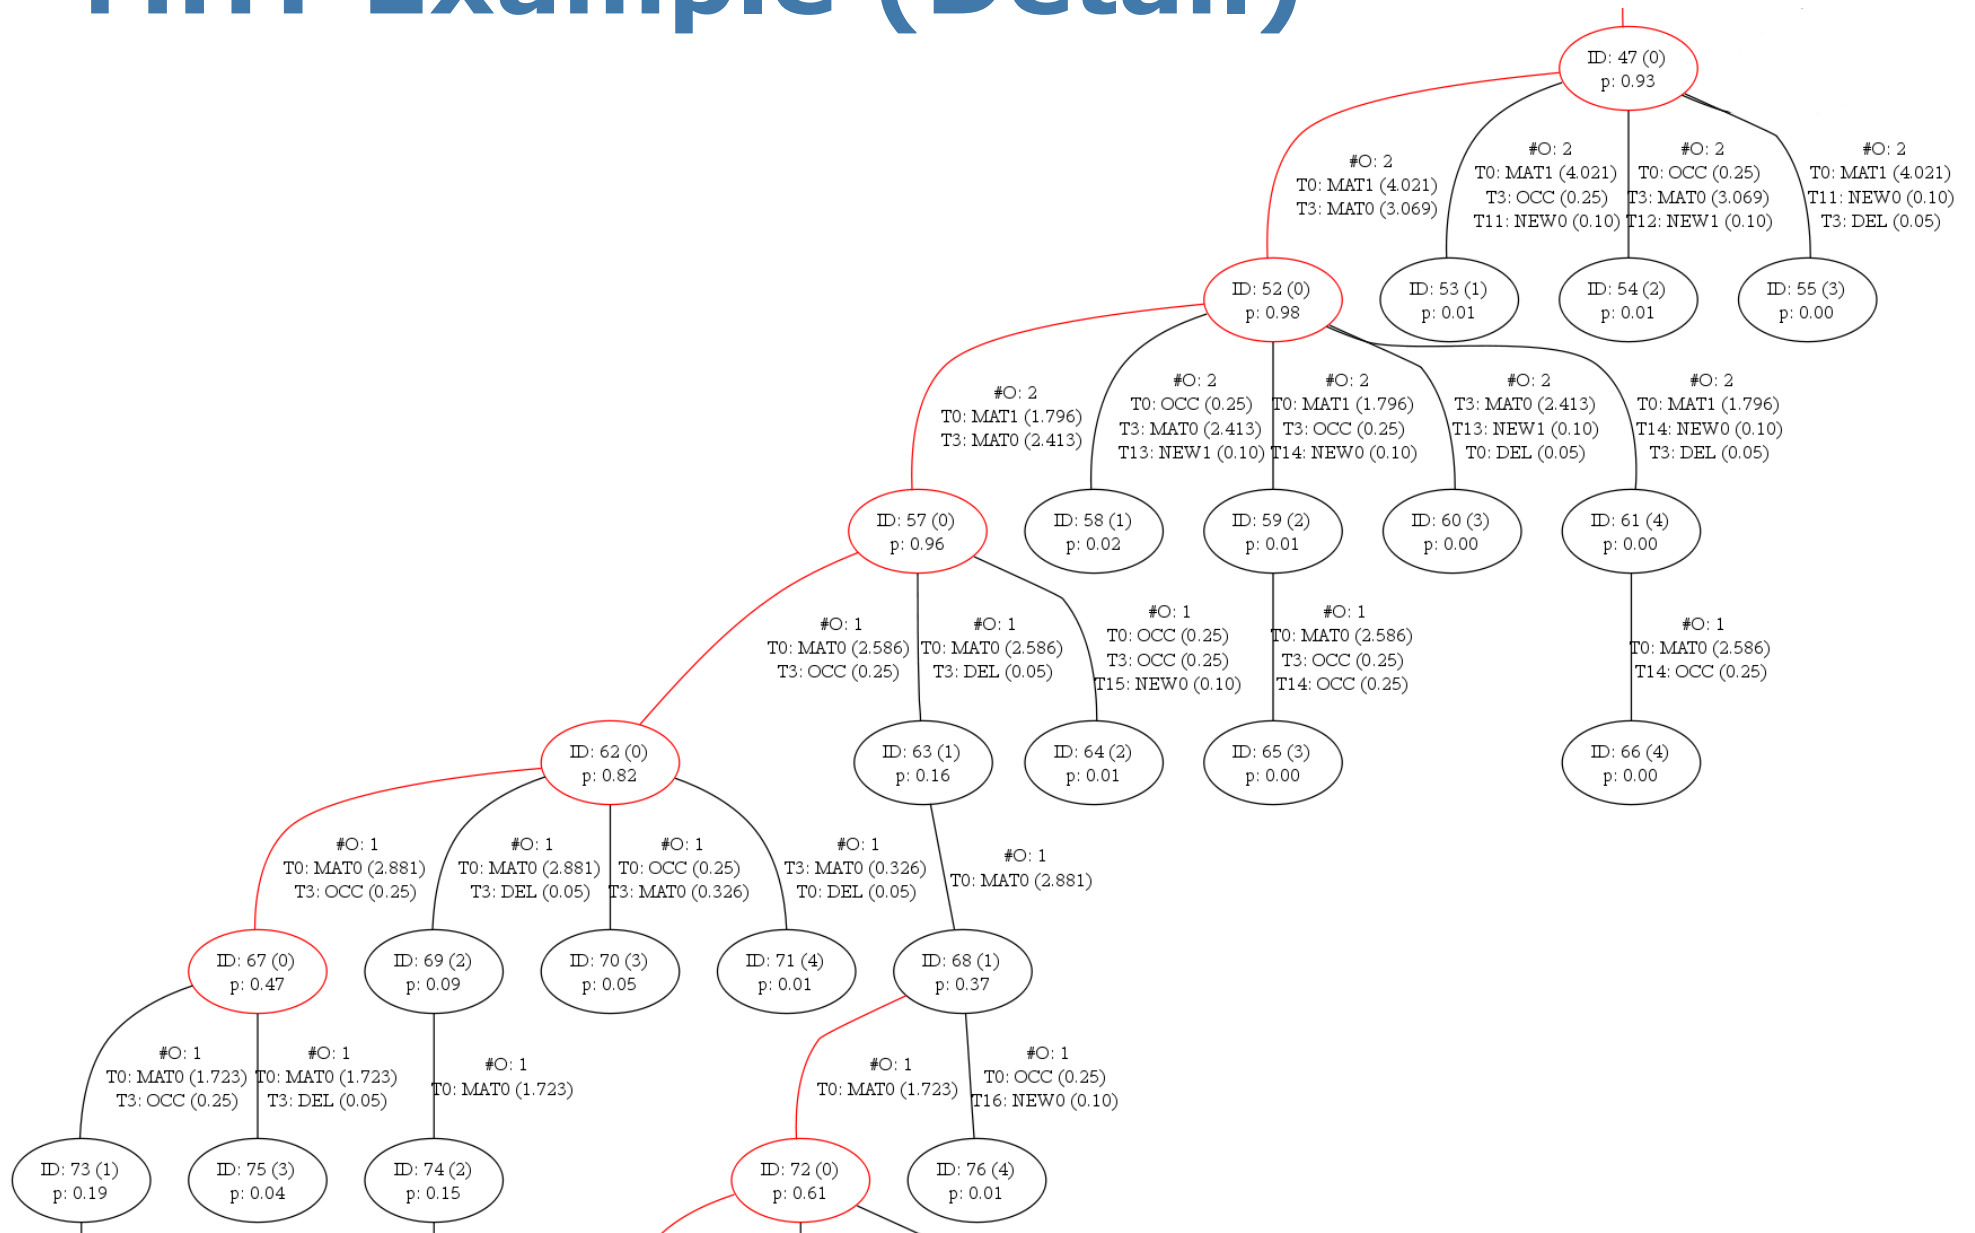 Example (Detail)
ID: 47 (0)
p: 0.93
#O: 2
T0: MAT1 (4.021)
T3: MAT0 (3.069)
#O: 2
T0: MAT1 (4.021)
T3: OCC (0.25)
T11: NEW0 (0.10)
#O: 2
T0: OCC (0.25)
T3: MAT0 (3.069)
T12: NEW1 (0.10)
#O: 2
T0: MAT1 (4.021)
T11: NEW0 (0.10)
T3: DEL (0.05)
ID: 52 (0)
p: 0.98
ID: 53 (1)
p: 0.01
ID: 54 (2)
p: 0.01
ID: 55 (3)
p: 0.00
#O: 2
T0: MAT1 (1.796)
T3: MAT0 (2.413)
#O: 2
T0: OCC (0.25)
T3: MAT0 (2.413)
T13: NEW1 (0.10)
#O: 2
T0: MAT1 (1.796)
T3: OCC (0.25)
T14: NEW0 (0.10)
#O: 2
T3: MAT0 (2.413)
T13: NEW1 (0.10)
T0: DEL (0.05)
#O: 2
T0: MAT1 (1.796)
T14: NEW0 (0.10)
T3: DEL (0.05)
ID: 57 (0)
p: 0.96
ID: 58 (1)
p: 0.02
ID: 59 (2)
p: 0.01
ID: 60 (3)
p: 0.00
ID: 61 (4)
p: 0.00
#O: 1
T0: MAT0 (2.586)
T3: OCC (0.25)
#O: 1
T0: MAT0 (2.586)
T3: DEL (0.05)
#O: 1
T0: OCC (0.25)
T3: OCC (0.25)
T15: NEW0 (0.10)
#O: 1
T0: MAT0 (2.586)
T3: OCC (0.25)
T14: OCC (0.25)
#O: 1
T0: MAT0 (2.586)
T14: OCC (0.25)
ID: 62 (0)
p: 0.82
ID: 63 (1)
p: 0.16
ID: 64 (2)
p: 0.01
ID: 65 (3)
p: 0.00
ID: 66 (4)
p: 0.00
#O: 1
T0: MAT0 (2.881)
T3: OCC (0.25)
#O: 1
T0: MAT0 (2.881)
T3: DEL (0.05)
#O: 1
T0: OCC (0.25)
T3: MAT0 (0.326)
#O: 1
T3: MAT0 (0.326)
T0: DEL (0.05)
#O: 1
T0: MAT0 (2.881)
ID: 67 (0)
p: 0.47
ID: 69 (2)
p: 0.09
ID: 70 (3)
p: 0.05
ID: 71 (4)
p: 0.01
ID: 68 (1)
p: 0.37
#O: 1
T0: MAT0 (1.723)
T3: OCC (0.25)
#O: 1
T0: MAT0 (1.723)
T3: DEL (0.05)
#O: 1
T0: MAT0 (1.723)
#O: 1
T0: MAT0 (1.723)
#O: 1
T0: OCC (0.25)
T16: NEW0 (0.10)
ID: 73 (1)
p: 0.19
ID: 75 (3)
p: 0.04
ID: 74 (2)
p: 0.15
ID: 72 (0)
p: 0.61
ID: 76 (4)
p: 0.01